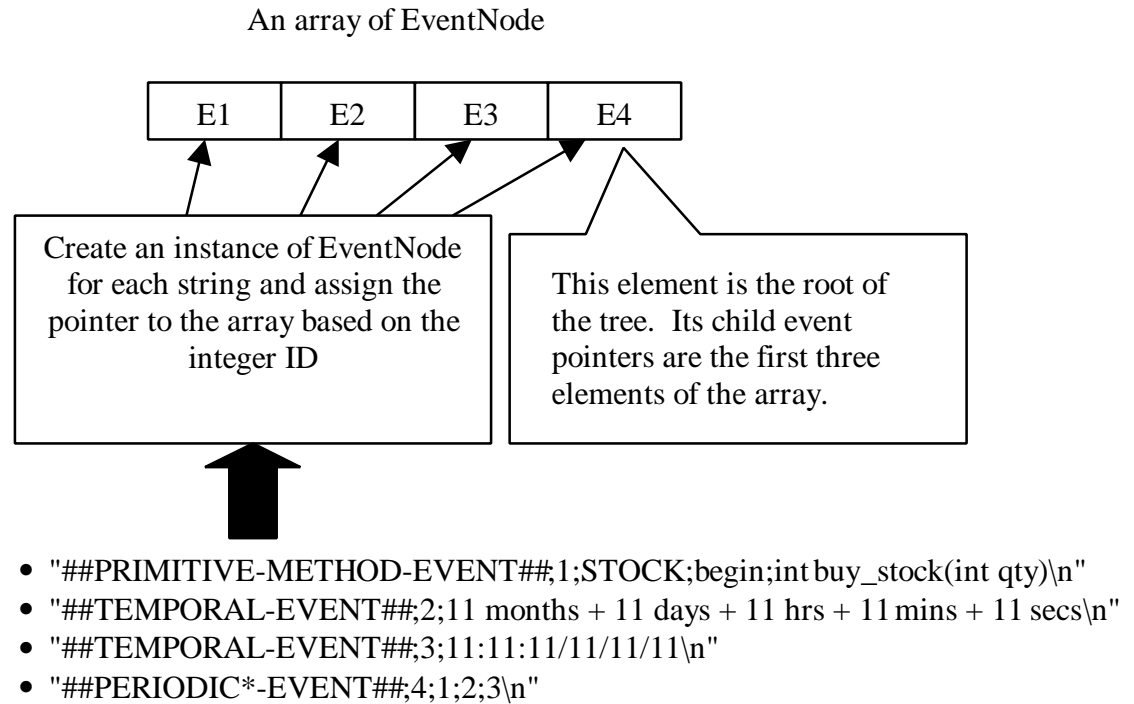 An array of EventNode
E1 E2 E3 E4
Create an instance of EventNode
for each string and assign the
pointer to the array based on the
integer ID
This element is the root of
the tree. Its child event
pointers are the first three
elements of the array.
• "##PRIMITIVE-METHOD-EVENT##;1;STOCK;begin;int buy_stock(int qty)\n"
• "##TEMPORAL-EVENT##;2;11 months + 11 days + 11 hrs + 11 mins + 11 secs\n"
• "##TEMPORAL-EVENT##;3;11:11:11/11/11/11\n"
• "##PERIODIC*-EVENT##;4;1;2;3\n"